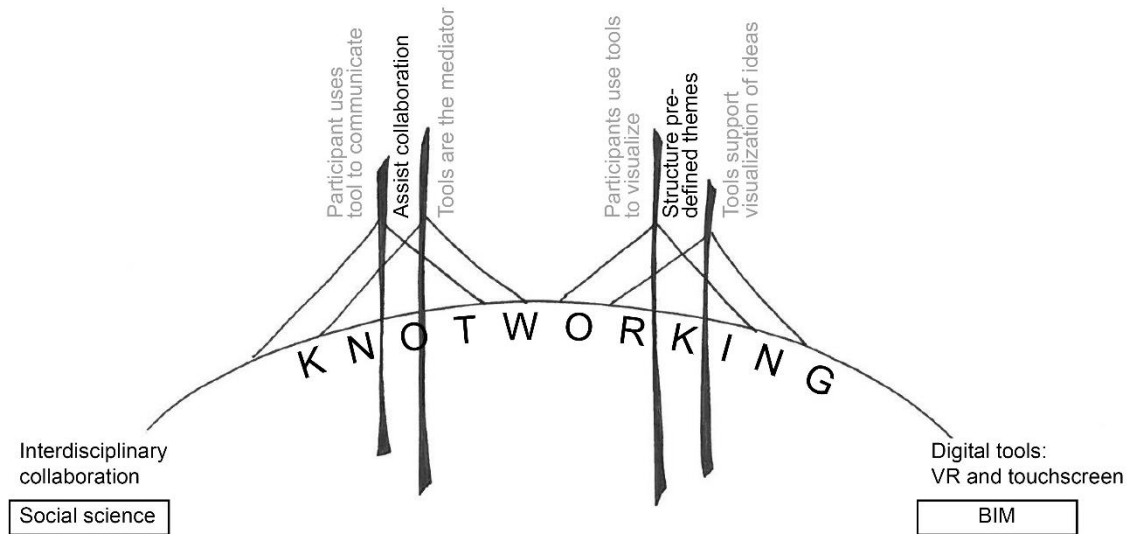 Participant uses
tool to communicate
Assist collaboration
Tools are the mediator
Participants use tools
to visualize
Structure pre-
defined themes
Tools support
visualization of ideas
KNOTWORKING
Interdisciplinary
collaboration
Social science
Digital tools:
VR and touchscreen
BIM